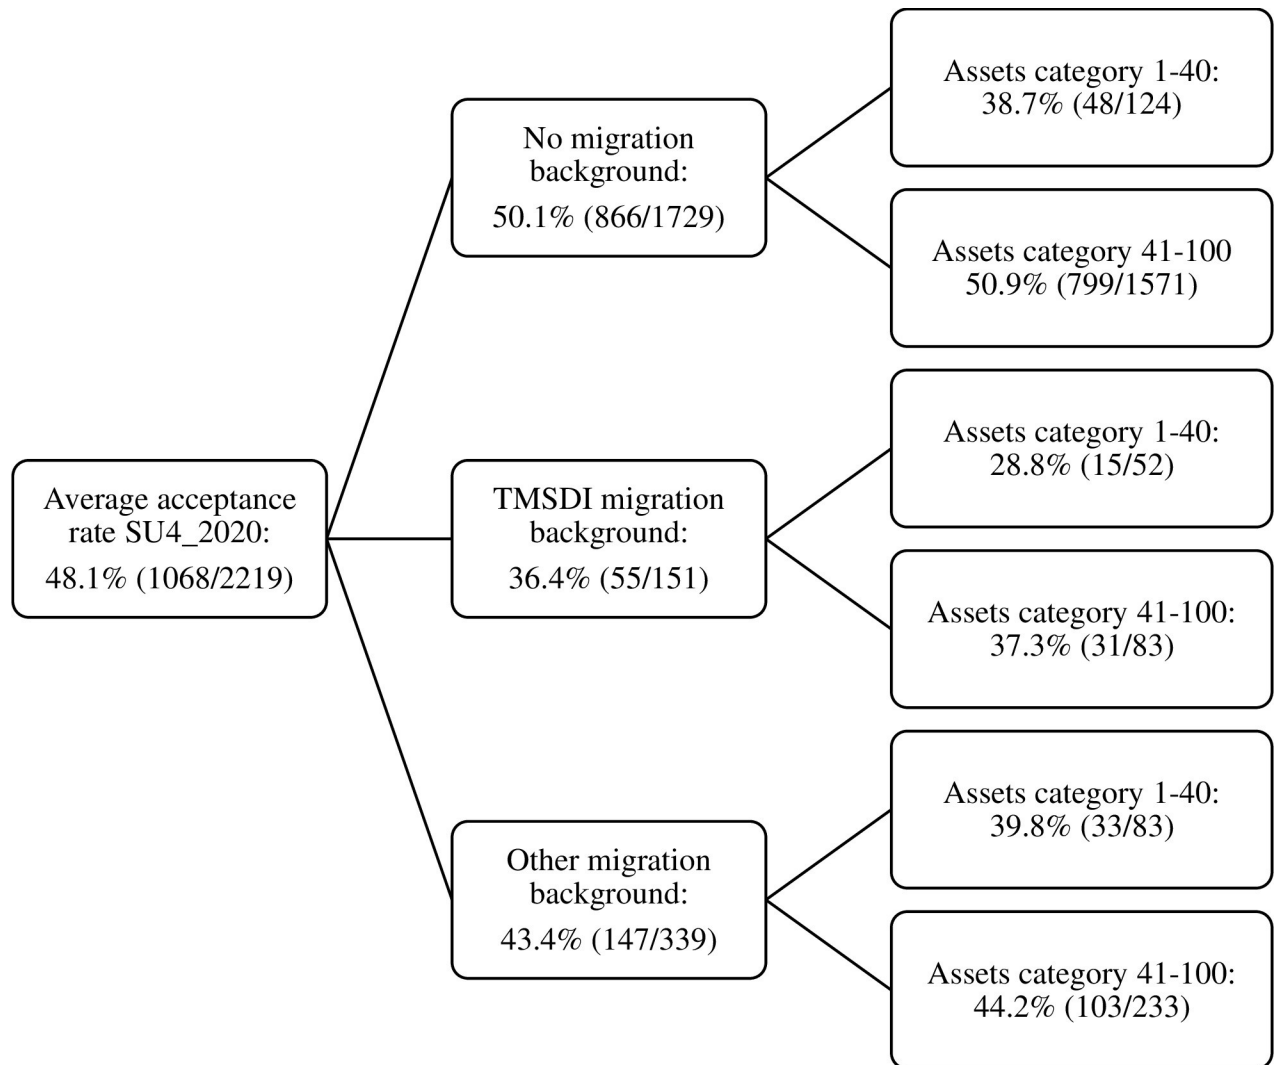 Average acceptance
rate SU4_2020:
48.1% (1068/2219)
No migration
background:
50.1% (866/1729)
Assets category 1-40:
38.7% (48/124)
Assets category 41-100
50.9% (799/1571)
TMSDI migration
background:
36.4% (55/151)
Assets category 1-40:
28.8% (15/52)
Assets category 41-100:
37.3% (31/83)
Other migration
background:
43.4% (147/339)
Assets category 1-40:
39.8% (33/83)
Assets category 41-100:
44.2% (103/233)